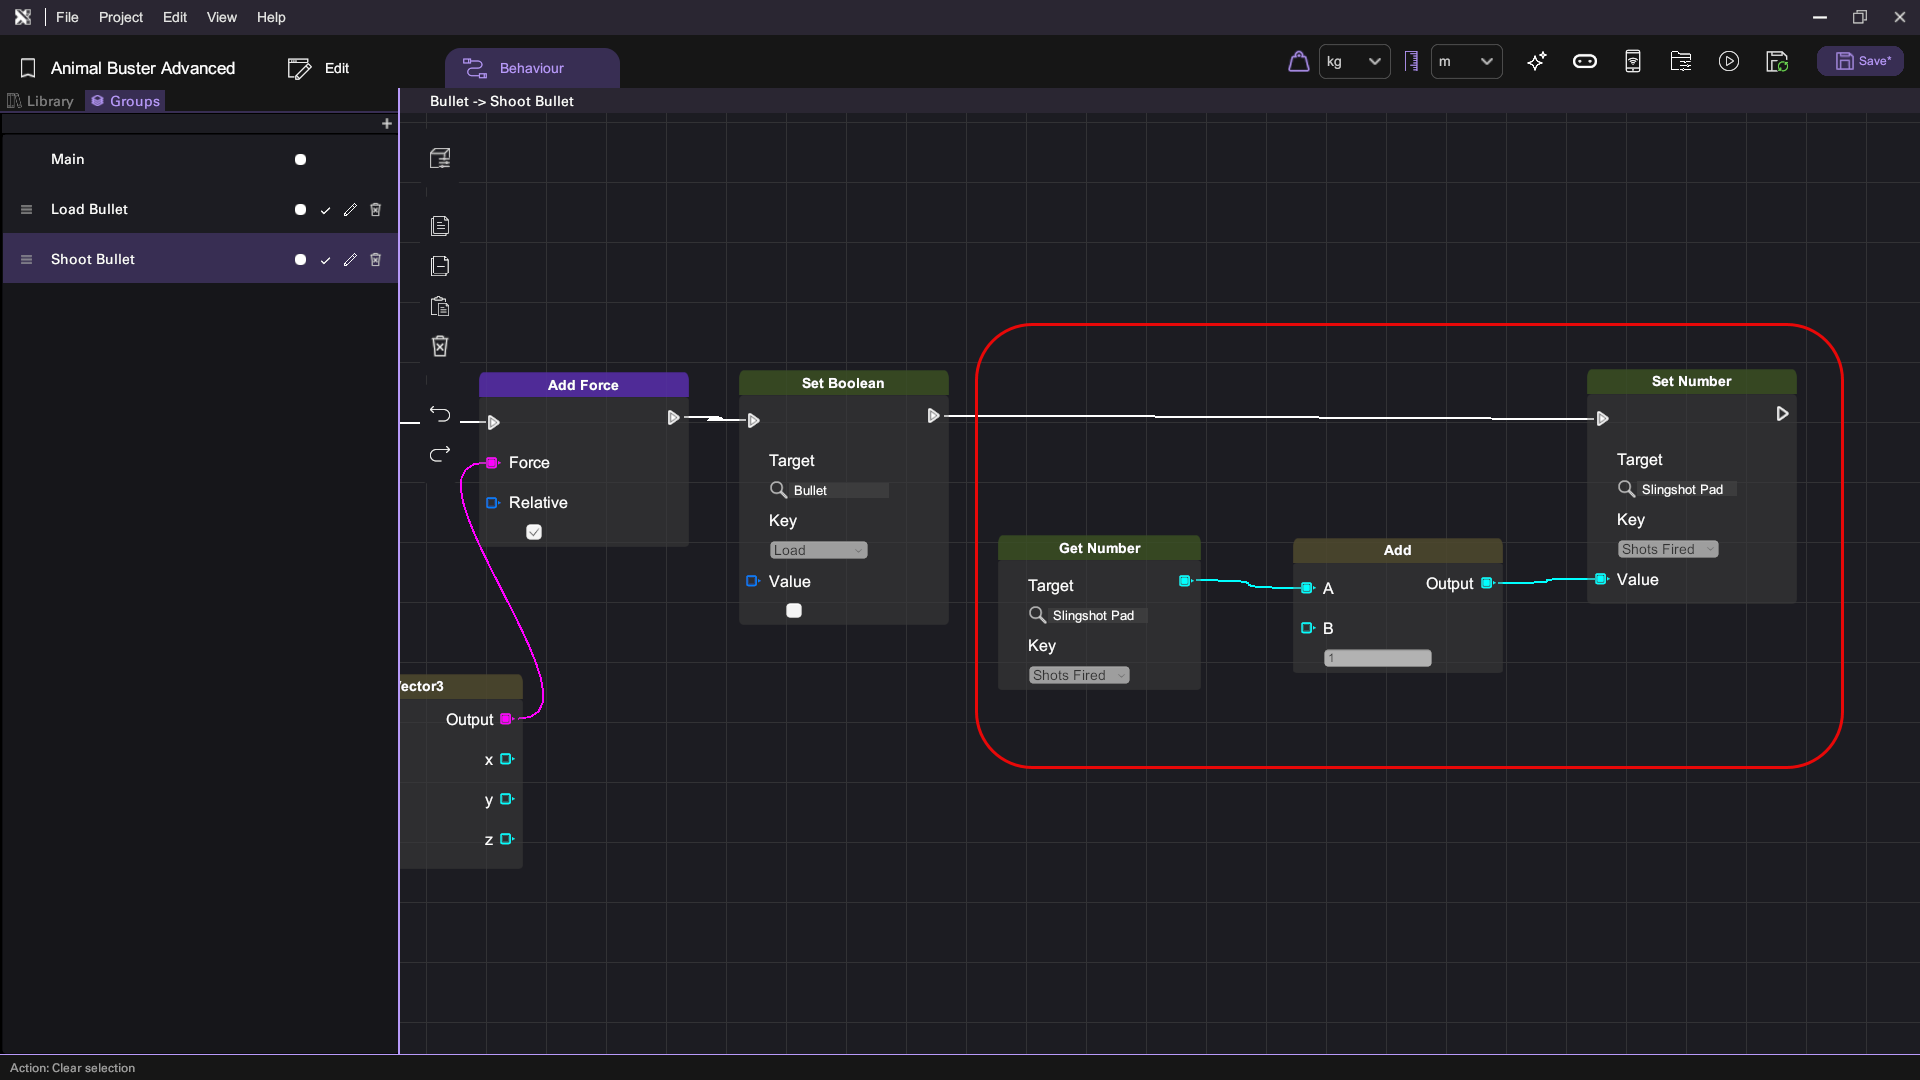 File Project Edit View Help
Animal Buster Advanced
Edit
Behaviour
kg
m
Save*
Library
Groups
Bullet -> Shoot Bullet
+
Main
Load Bullet
Shoot Bullet
Add Force
Force
Relative
Set Boolean
Target
Bullet
Key
Load
Value
Get Number
Target
Slingshot Pad
Key
Shots Fired
Add
A
Output
B
1
Set Number
Target
Slingshot Pad
Key
Shots Fired
Value
ector3
Output
x
y
z
Action: Clear selection